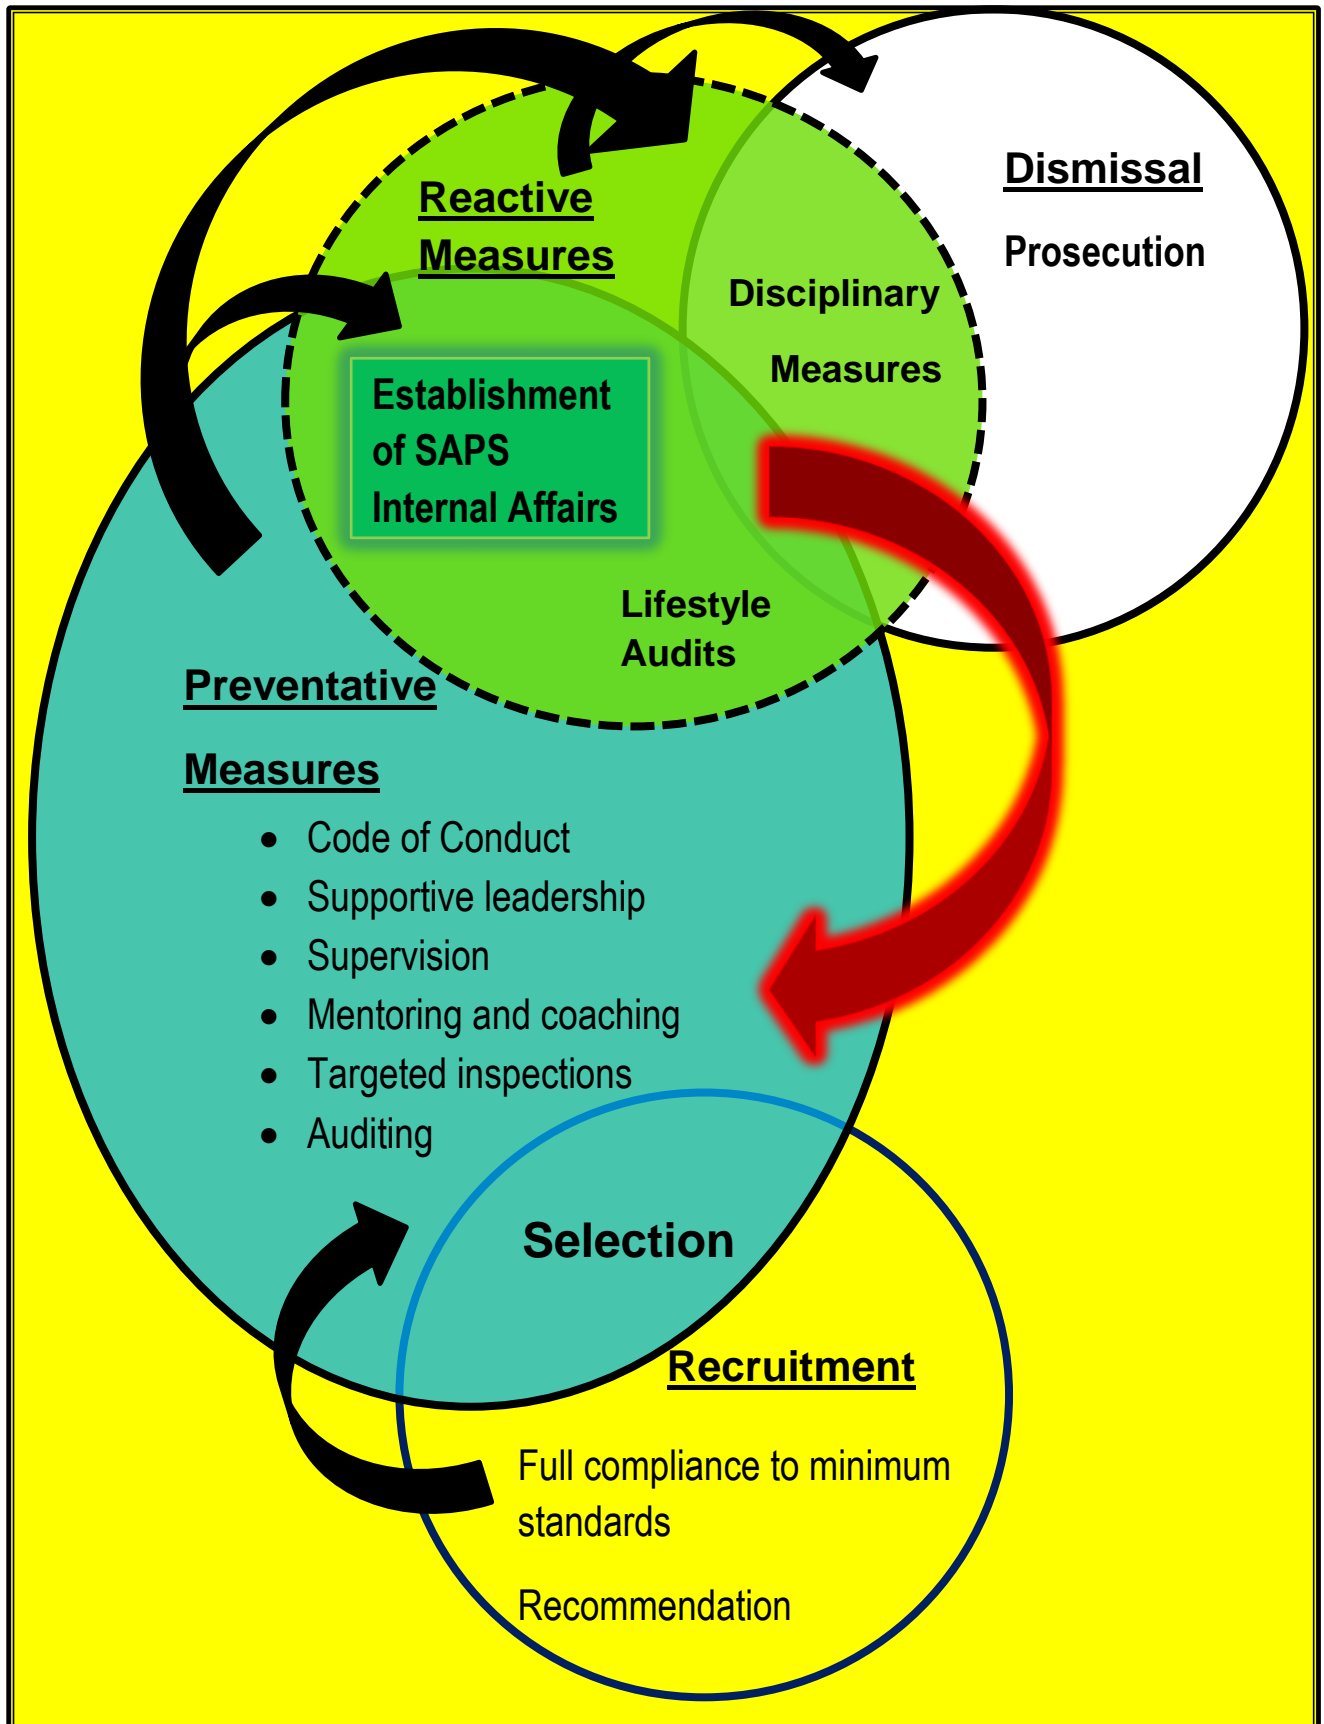 Dismissal
Prosecution
Reactive
Measures
Disciplinary
Measures
Establishment
of SAPS
Internal Affairs
Lifestyle
Audits
Preventative
Measures
• Code of Conduct
• Supportive leadership
• Supervision
• Mentoring and coaching
• Targeted inspections
• Auditing
Selection
Recruitment
Full compliance to minimum
standards
Recommendation